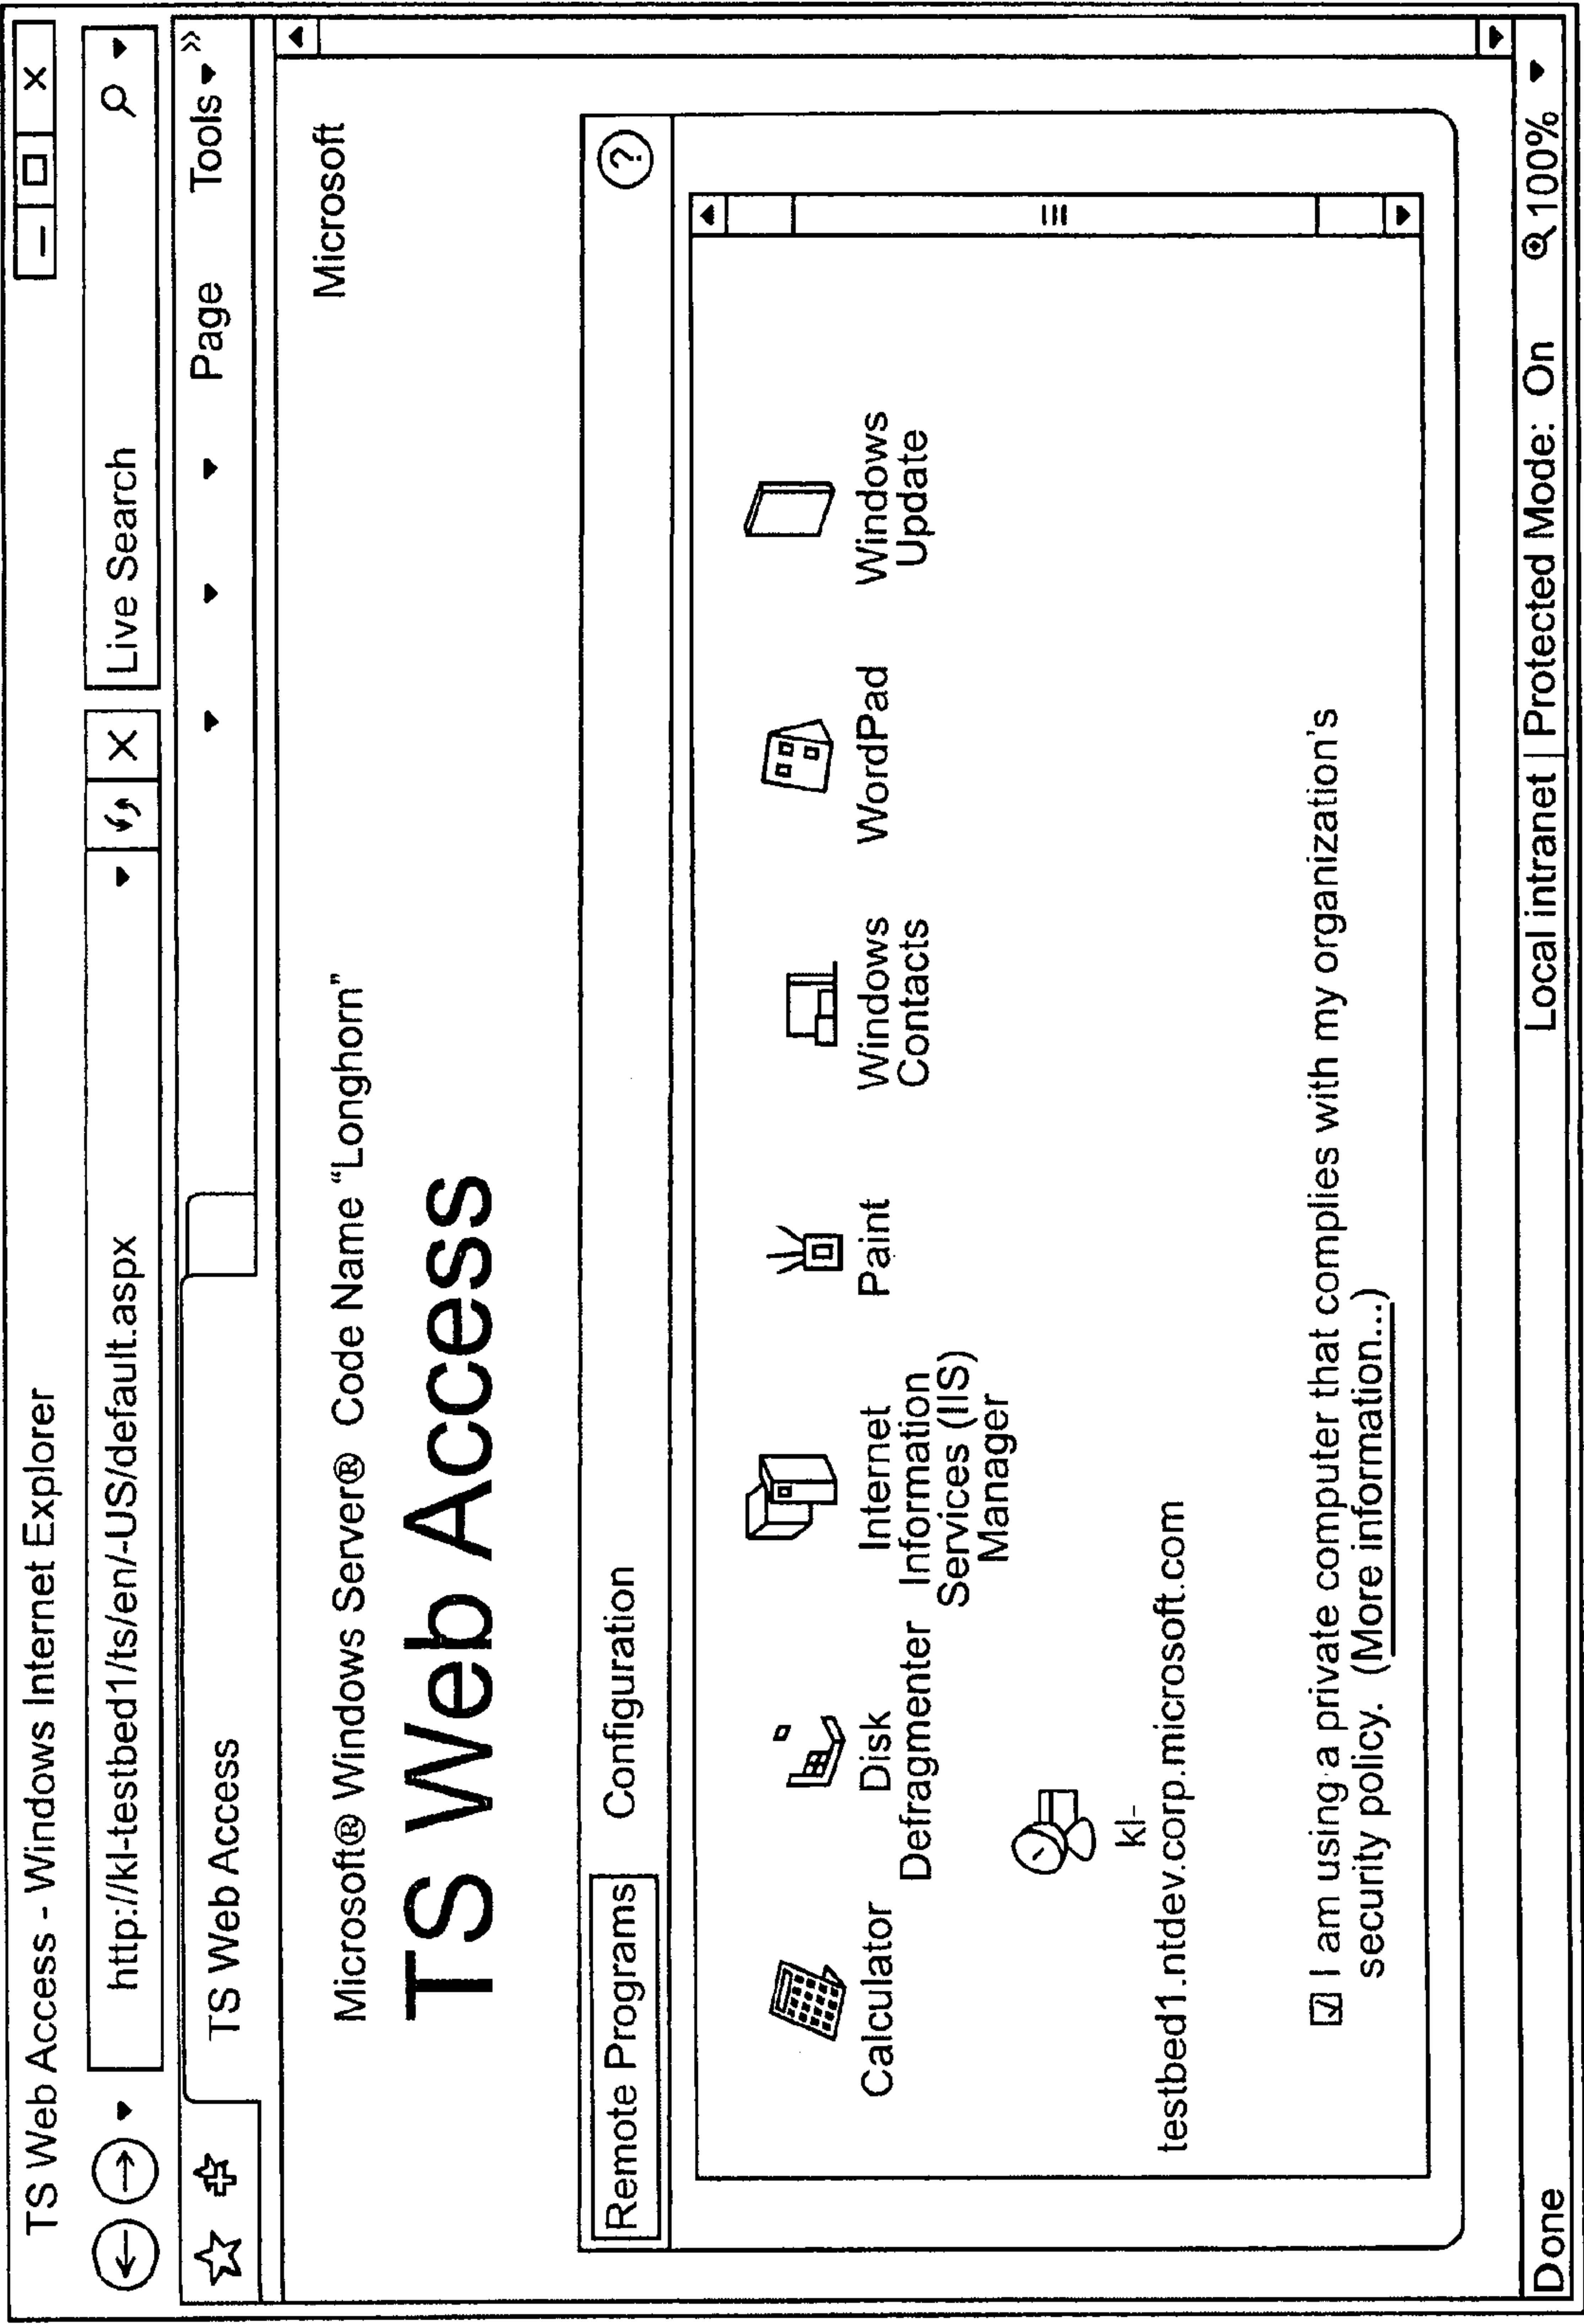 TS Web Access - Windows Internet Explorer
http://kl-testbed1/ts/en/-US/default.aspx
Live Search
TS Web Access
Page
Tools
Microsoft® Windows Server® Code Name “Longhorn”
Microsoft
TS Web Access
Remote Programs
Configuration
Calculator
Disk
Defragmenter
Internet
Information
Services (IIS)
Manager
Paint
Windows
Contacts
WordPad
Windows
Update
kl-
testbed1.ntdev.corp.microsoft.com
I am using a private computer that complies with my organization's
security policy. (More information...)
Done
Local intranet | Protected Mode: On
100%